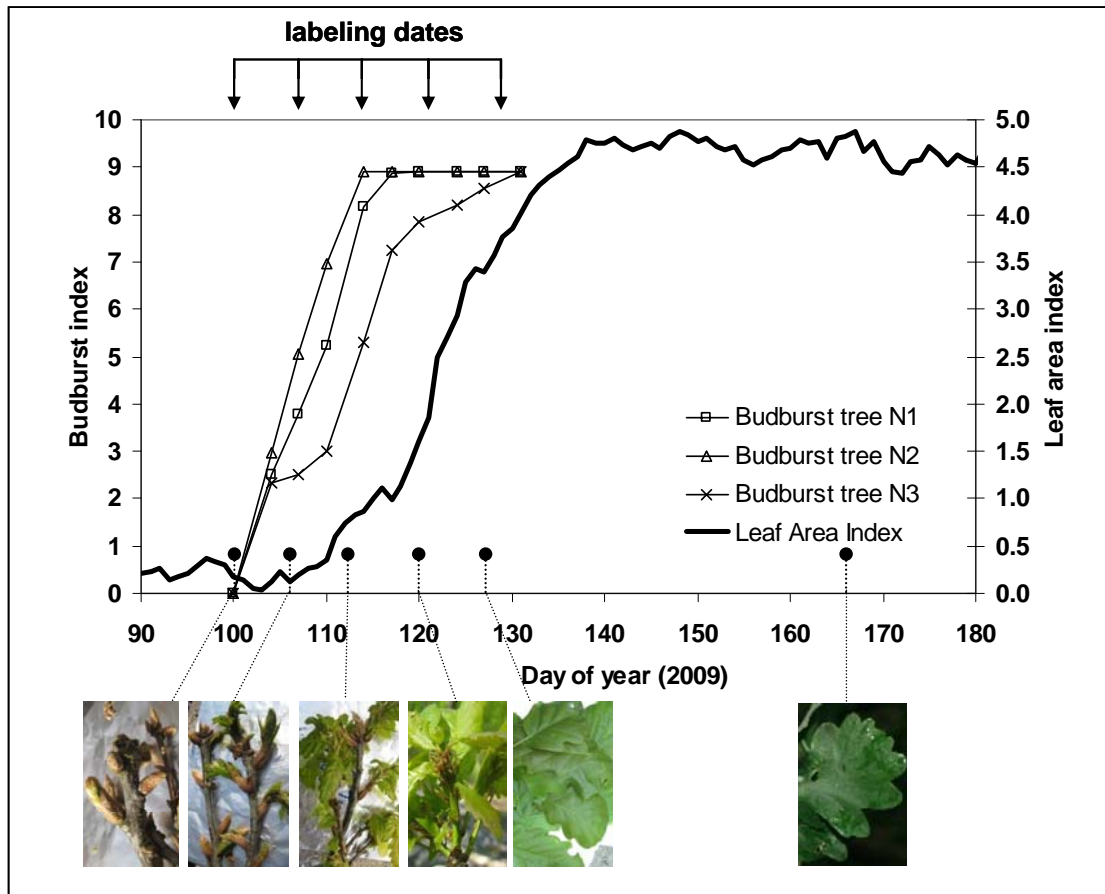 labeling dates
10
9
8
7
6
5
4
3
2
1
0
Budburst index
5.0
4.5
4.0
3.5
3.0
2.5
2.0
1.5
1.0
0.5
0.0
Leaf area index
Budburst tree N1
Budburst tree N2
Budburst tree N3
Leaf Area Index
90 100 110 120 130 140 150 160 170 180
Day of year (2009)